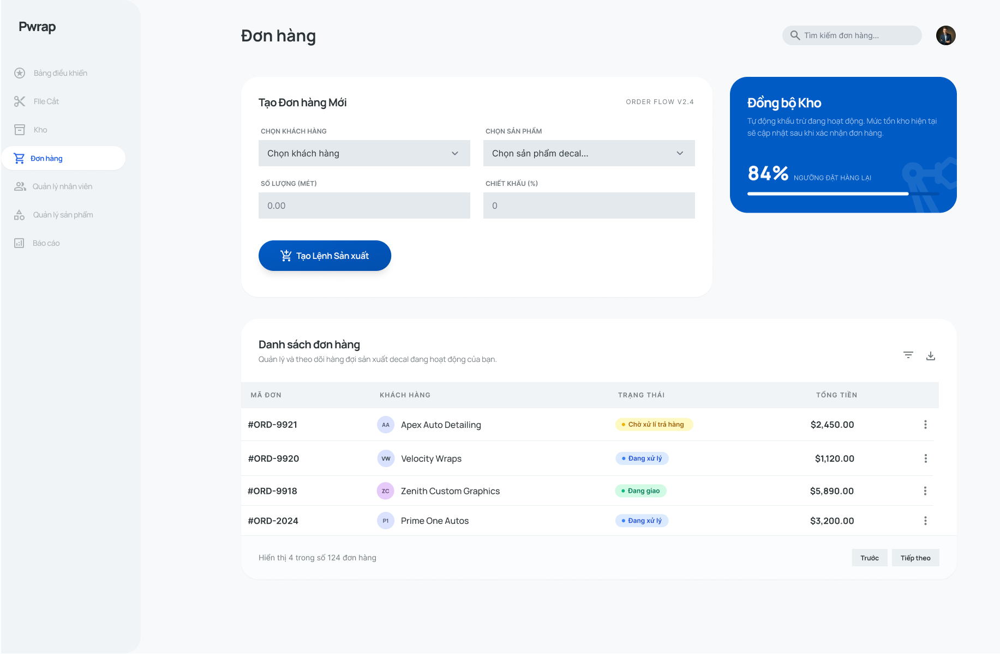 Pwrap
Bảng điều khiển
FIle Cắt
Kho
Đơn hàng
Quản lý nhân viên
Quản lý sản phẩm
Báo cáo
Đơn hàng
Tìm kiếm đơn hàng...
Tạo Đơn hàng Mới
ORDER FLOW V2.4
CHỌN KHÁCH HÀNG
CHỌN SẢN PHẨM
Chọn khách hàng
Chọn sản phẩm decal...
SỐ LƯỢNG (MÉT)
CHIẾT KHẤU (%)
0.00
0
Tạo Lệnh Sản xuất
Đồng bộ Kho
Tự động khấu trừ đang hoạt động. Mức tồn kho hiện tại
sẽ cập nhật sau khi xác nhận đơn hàng.
84% NGƯỠNG ĐẶT HÀNG LẠI
Danh sách đơn hàng
Quản lý và theo dõi hàng đợi sản xuất decal đang hoạt động của bạn.
MÃ ĐƠN KHÁCH HÀNG TRẠNG THÁI TỔNG TIỀN
#ORD-9921 AA Apex Auto Detailing Chờ xử lí trả hàng $2,450.00
#ORD-9920 VW Velocity Wraps Đang xử lý $1,120.00
#ORD-9918 ZC Zenith Custom Graphics Đang giao $5,890.00
#ORD-2024 P1 Prime One Autos Đang xử lý $3,200.00
Hiển thị 4 trong số 124 đơn hàng
Trước
Tiếp theo